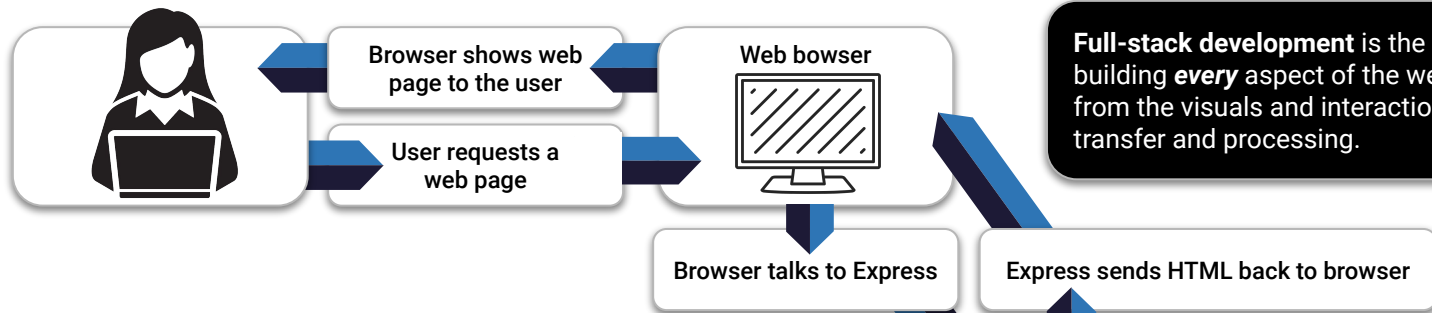 Browser shows web
page to the user
Web bowser
User requests a
web page
Full-stack development is the
building every aspect of the
from the visuals and
transfer and processing.
Browser talks to Express
Express sends HTML back to browser